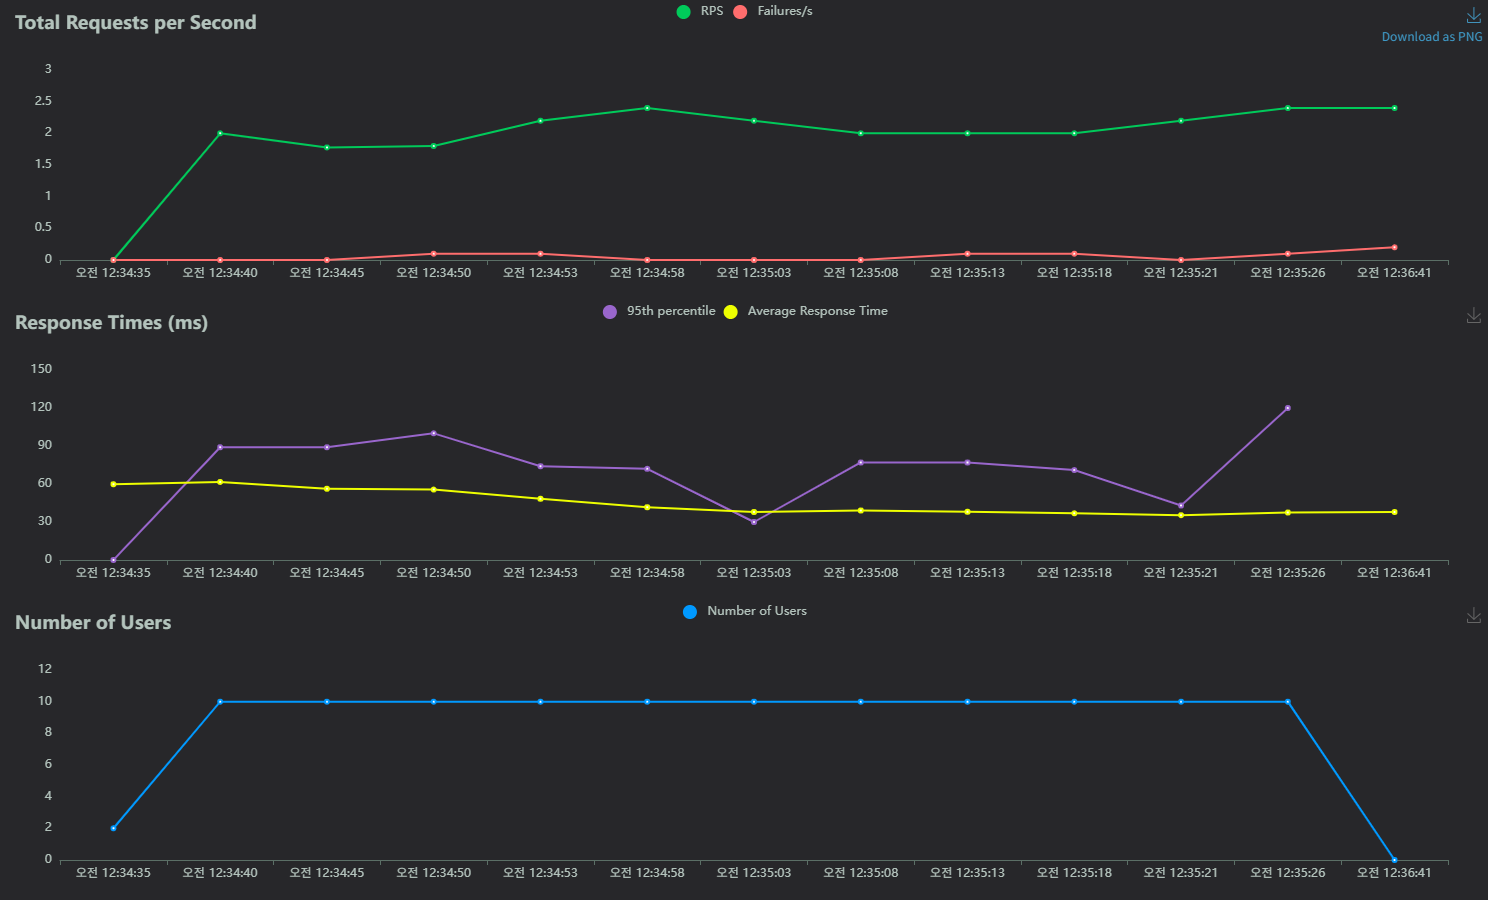 Total Requests per Second
RPS Failures/s
Download as PNG
3
2.5
2
1.5
1
0.5
0
오전 12:34:35 오전 12:34:40 오전 12:34:45 오전 12:34:50 오전 12:34:53 오전 12:34:58 오전 12:35:03 오전 12:35:08 오전 12:35:13 오전 12:35:18 오전 12:35:21 오전 12:35:26 오전 12:36:41
Response Times (ms)
95th percentile Average Response Time
150
120
90
60
30
0
오전 12:34:35 오전 12:34:40 오전 12:34:45 오전 12:34:50 오전 12:34:53 오전 12:34:58 오전 12:35:03 오전 12:35:08 오전 12:35:13 오전 12:35:18 오전 12:35:21 오전 12:35:26 오전 12:36:41
Number of Users
Number of Users
12
10
8
6
4
2
0
오전 12:34:35 오전 12:34:40 오전 12:34:45 오전 12:34:50 오전 12:34:53 오전 12:34:58 오전 12:35:03 오전 12:35:08 오전 12:35:13 오전 12:35:18 오전 12:35:21 오전 12:35:26 오전 12:36:41